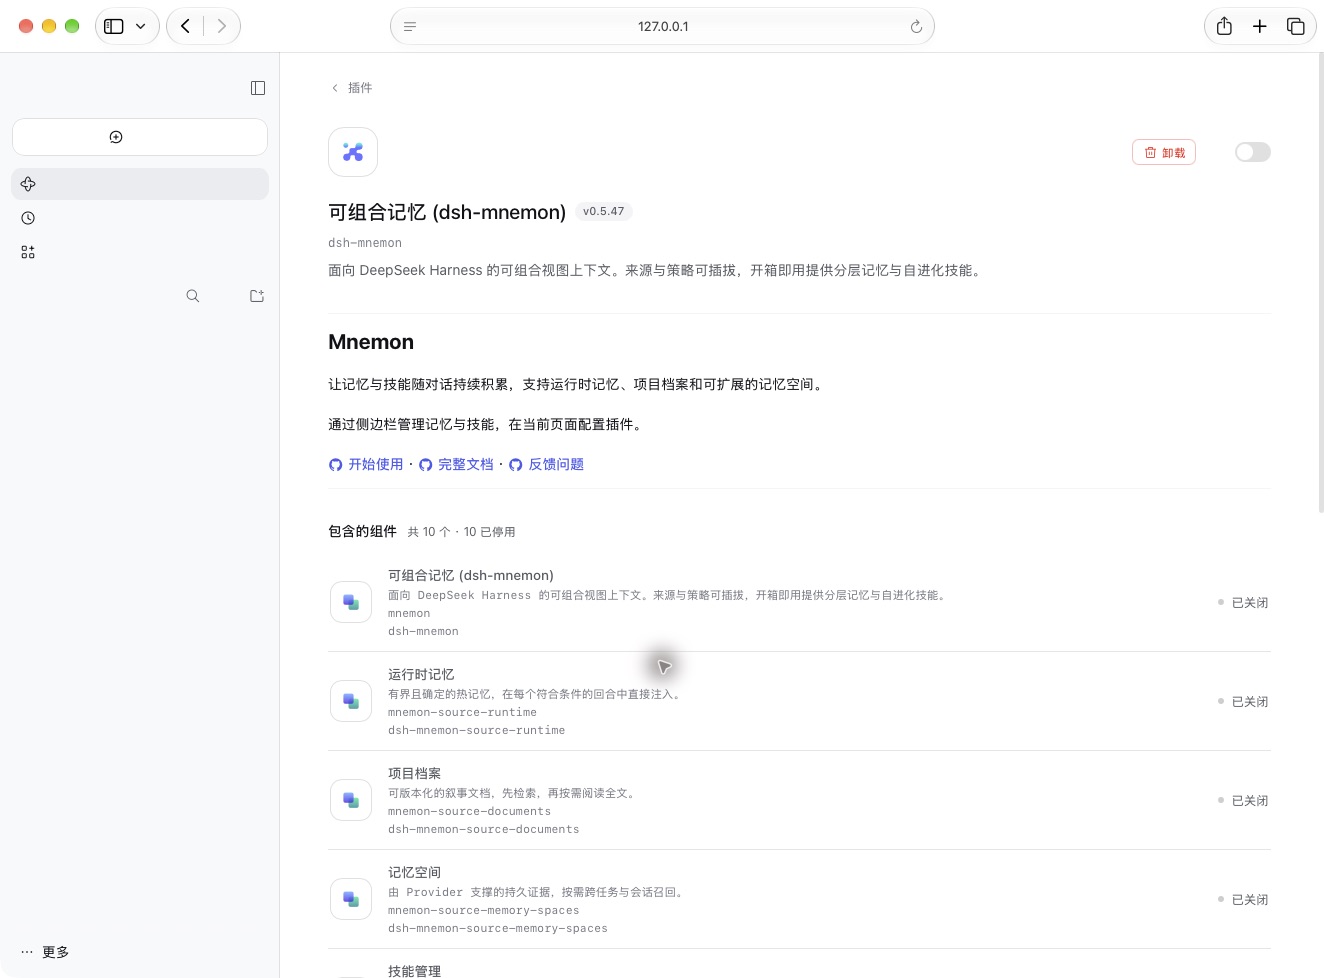 127.0.0.1
插件
卸载
可组合记忆 (dsh-mnemon) v0.5.47
dsh-mnemon
面向 DeepSeek Harness 的可组合视图上下文。来源与策略可插拔，开箱即用提供分层记忆与自进化技能。
Mnemon
让记忆与技能随对话持续积累，支持运行时记忆、项目档案和可扩展的记忆空间。
通过侧边栏管理记忆与技能，在当前页面配置插件。
开始使用 · 完整文档 · 反馈问题
包含的组件 共 10 个 · 10 已停用
可组合记忆 (dsh-mnemon)
面向 DeepSeek Harness 的可组合视图上下文。来源与策略可插拔，开箱即用提供分层记忆与自进化技能。
mnemon
dsh-mnemon
已关闭
运行时记忆
有界且确定的热记忆，在每个符合条件的回合中直接注入。
mnemon-source-runtime
dsh-mnemon-source-runtime
已关闭
项目档案
可版本化的叙事文档，先检索，再按需阅读全文。
mnemon-source-documents
dsh-mnemon-source-documents
已关闭
记忆空间
由 Provider 支撑的持久证据，按需跨任务与会话召回。
mnemon-source-memory-spaces
dsh-mnemon-source-memory-spaces
已关闭
技能管理
更多